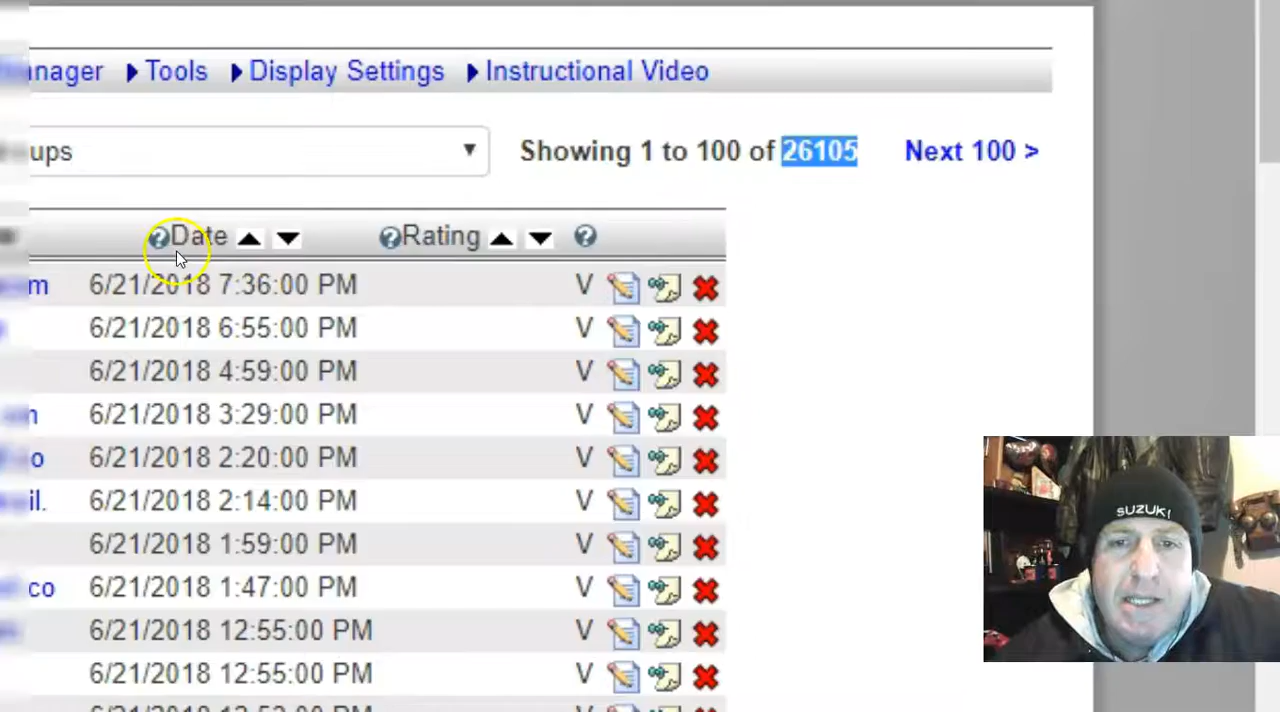 Tools Display Settings Instructional Video
ups Showing 1 to 100 of 26105 Next 100 >
Date Rating
6/21/2018 7:36:00 PM V
6/21/2018 6:55:00 PM V
6/21/2018 4:59:00 PM V
6/21/2018 3:29:00 PM V
6/21/2018 2:20:00 PM V
il. 6/21/2018 2:14:00 PM V
6/21/2018 1:59:00 PM V
co 6/21/2018 1:47:00 PM V
6/21/2018 12:55:00 PM V
6/21/2018 12:55:00 PM V
SUZUKI